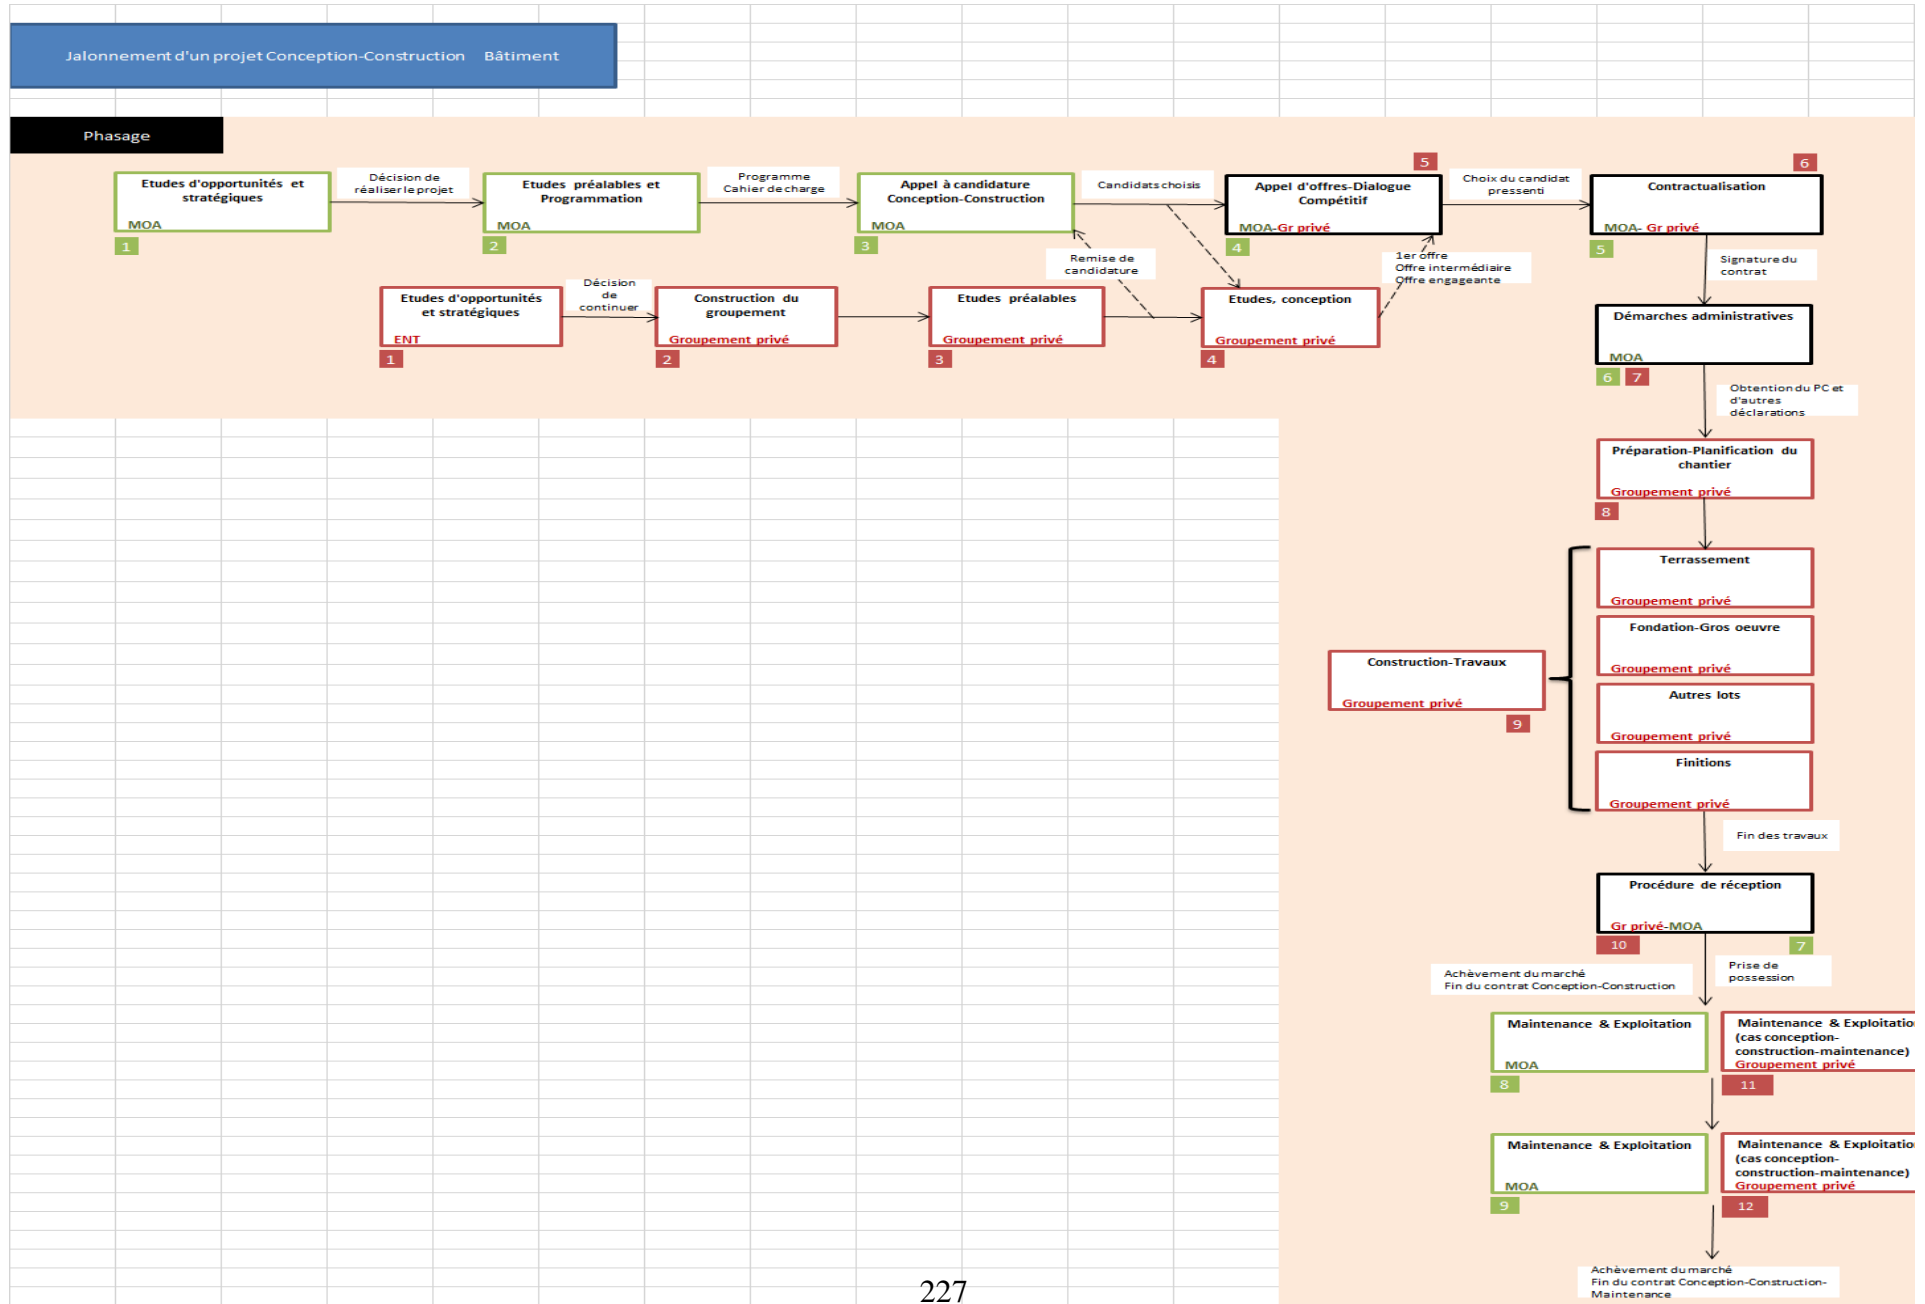 Jalonnement d'un projet Conception-Construction Bâtiment
Phasage
Etudes d'opportunités et
stratégiques
MOA
1
Décision de
réaliser le projet
Etudes préalables et
Programmation
MOA
2
Programme
Cahier de charge
Appel à candidature
Conception-Construction
MOA
3
Candidats choisis
5
Appel d'offres-Dialogue
Compétitif
MOA-Gr privé
4
Choix du candidat
pressenti
6
Contractualisation
MOA- Gr privé
5
Remise de
candidature
1er offre
Offre intermédiaire
Offre engageante
Signature du
contrat
Etudes d'opportunités
et stratégiques
ENT
1
Décision
de
continuer
Construction du
groupement
Groupement privé
2
Etudes préalables
Groupement privé
3
Etudes, conception
Groupement privé
4
Démarches administratives
MOA
6
7
Obtention du PC et
d'autres
déclarations
Préparation-Planification du
chantier
Groupement privé
8
Terrassement
Groupement privé
Fondation-Gros oeuvre
Groupement privé
Construction-Travaux
Groupement privé
9
Autres lots
Groupement privé
Finitions
Groupement privé
Fin des travaux
Procédure de réception
Gr privé-MOA
10
7
Achèvement du marché
Fin du contrat Conception-Construction
Prise de
possession
Maintenance & Exploitation
MOA
8
Maintenance & Exploitatio
(cas conception-
construction-maintenance)
Groupement privé
11
Maintenance & Exploitation
MOA
9
Maintenance & Exploitatio
(cas conception-
construction-maintenance)
Groupement privé
12
Achèvement du marché
Fin du contrat Conception-Construction-
Maintenance
227